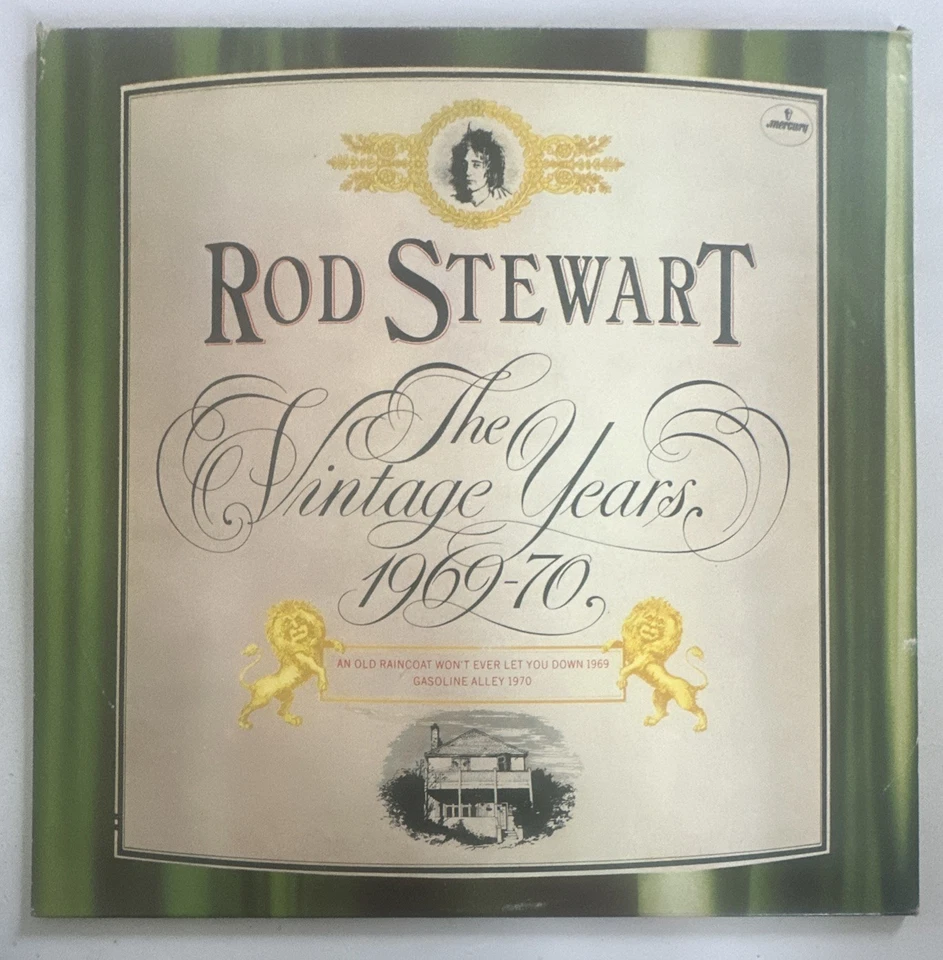 mercury
ROD STEWART
The
Vintage Years.
1969-70.
AN OLD RAINCOAT WON'T EVER LET YOU DOWN 1969
GASOLINE ALLEY 1970